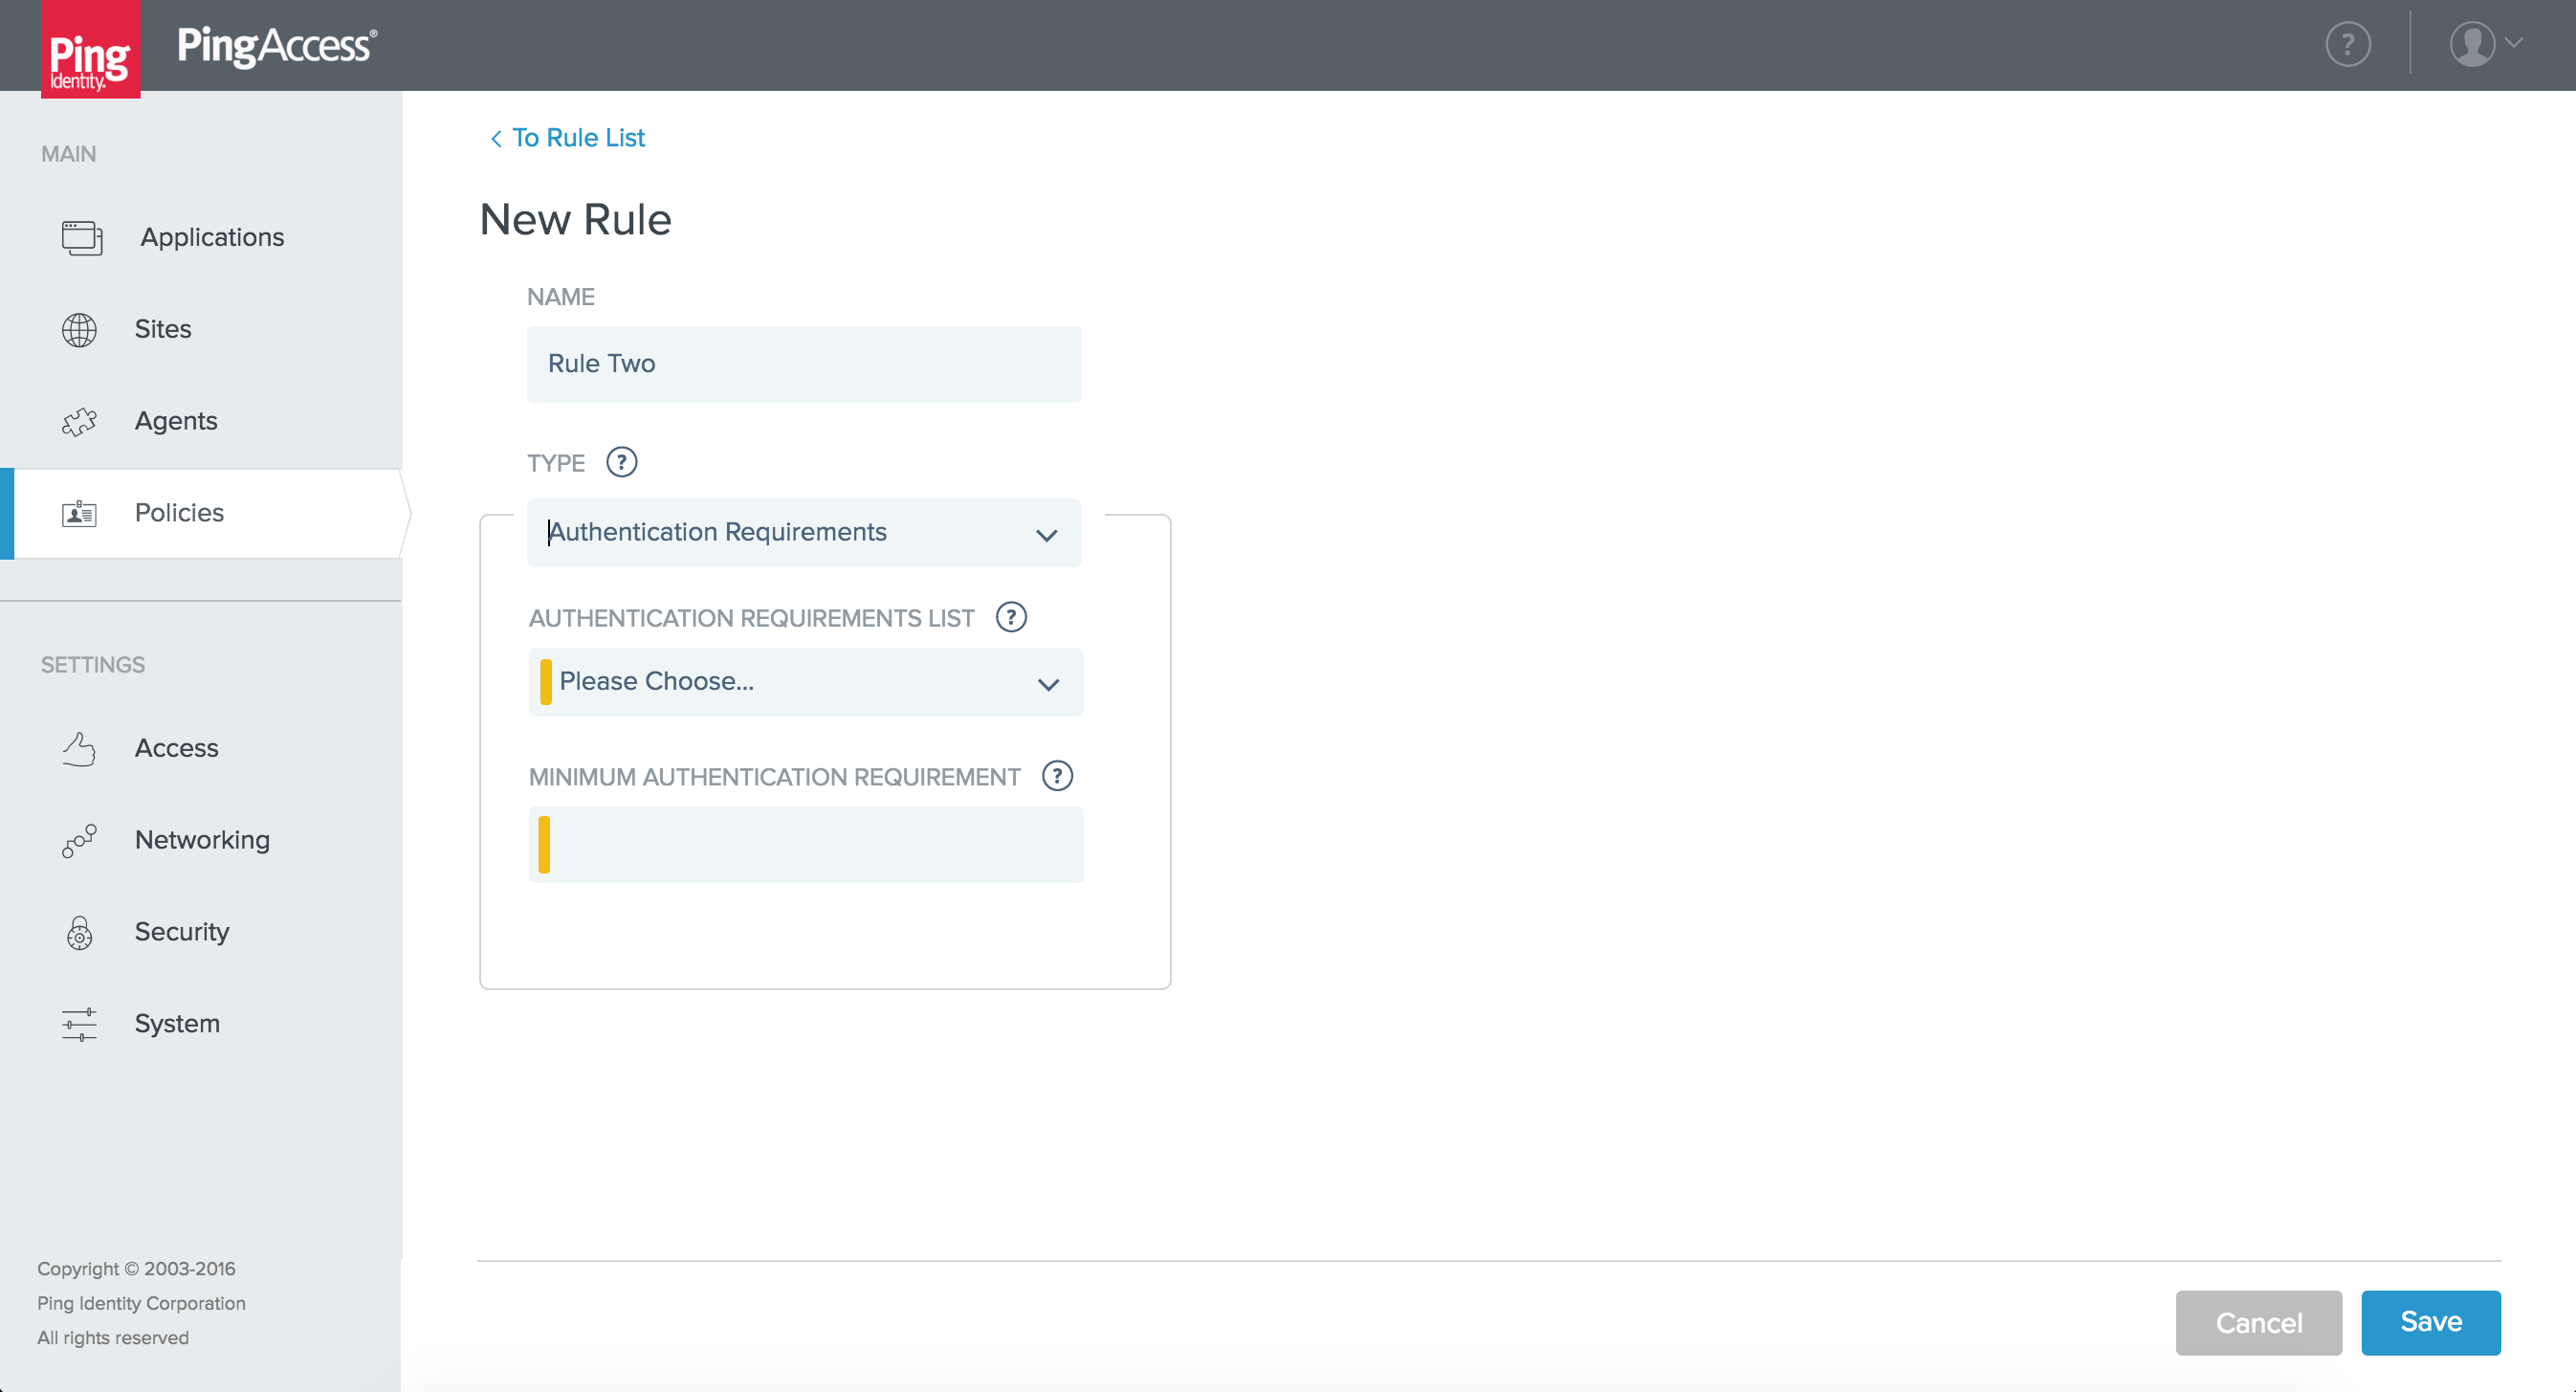 Ping
Identity.
PingAccess®
?
MAIN
Applications
Sites
Agents
Policies
SETTINGS
Access
Networking
Security
System
Copyright © 2003-2016
Ping Identity Corporation
All rights reserved
To Rule List
New Rule
NAME
Rule Two
TYPE ?
Authentication Requirements
AUTHENTICATION REQUIREMENTS LIST ?
Please Choose...
MINIMUM AUTHENTICATION REQUIREMENT ?
Cancel
Save